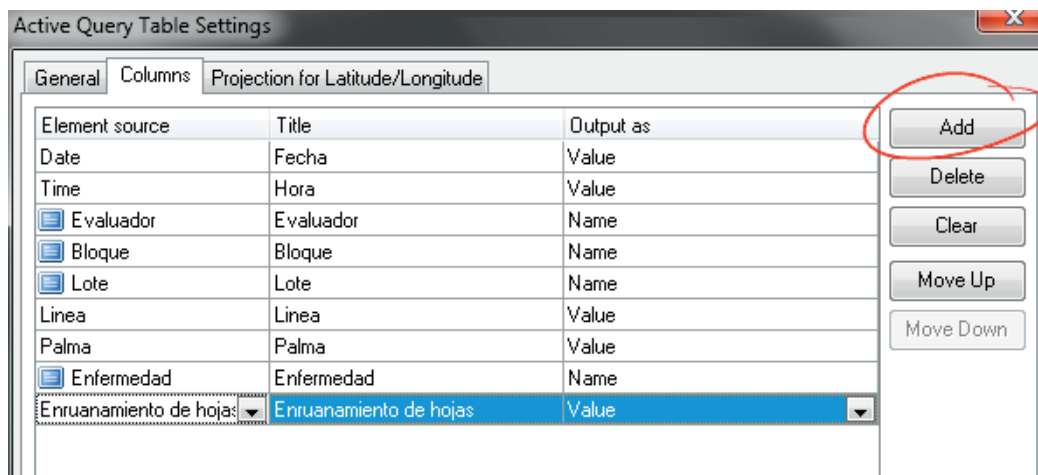 Active Query Table Settings
General Columns Projection for Latitude/Longitude
Element source Title Output as
Date Fecha Value
Time Hora Value
Evaluador Evaluador Name
Bloque Bloque Name
Lote Lote Name
Linea Linea Value
Palma Palma Value
Enfermedad Enfermedad Name
Enruanamiento de hojas Enruanamiento de hojas Value
Add
Delete
Clear
Move Up
Move Down